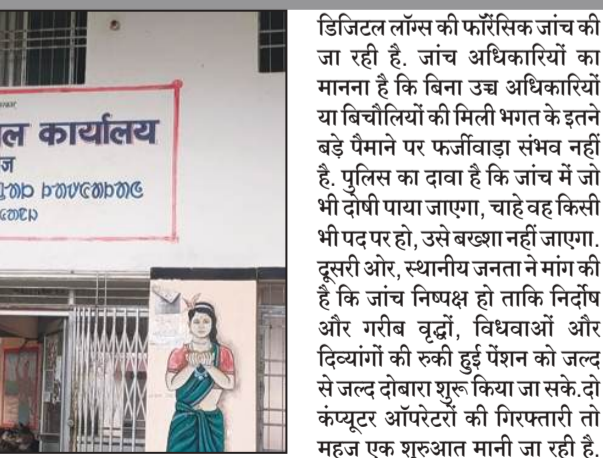 ल कार्यालय
ज
डिजिटल लॉग्स की फॉरेंसिक जांच की
जा रही है. जांच अधिकारियों का
मानना है कि बिना उच्च अधिकारियों
या बिचौलियों की मिली भगत के इतने
बड़े पैमाने पर फर्जीवाड़ा संभव नहीं
है. पुलिस का दावा है कि जांच में जो
भी दोषी पाया जाएगा, चाहे वह किसी
भी पद पर हो, उसे बख्शा नहीं जाएगा.
दूसरी ओर, स्थानीय जनता ने मांग की
है कि जांच निष्पक्ष हो ताकि निर्दोष
और गरीब वृद्धों, विधवाओं और
दिव्यांगों की रुकी हुई पेंशन को जल्द
से जल्द दोबारा शुरू किया जा सके.दो
कंप्यूटर ऑपरेटरों की गिरफ्तारी तो
महज एक शुरुआत मानी जा रही है.